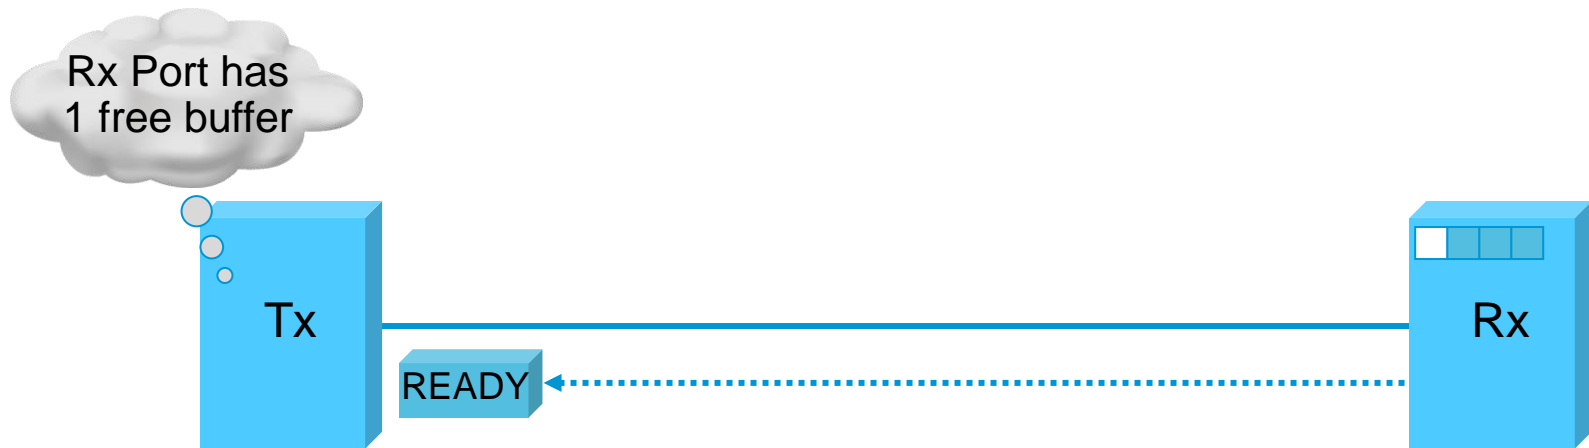 Rx Port has
1 free buffer
Tx
Rx
READY